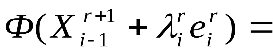 Φ(X_{i-1}^{r+1} + λ_i^r e_i^r) =